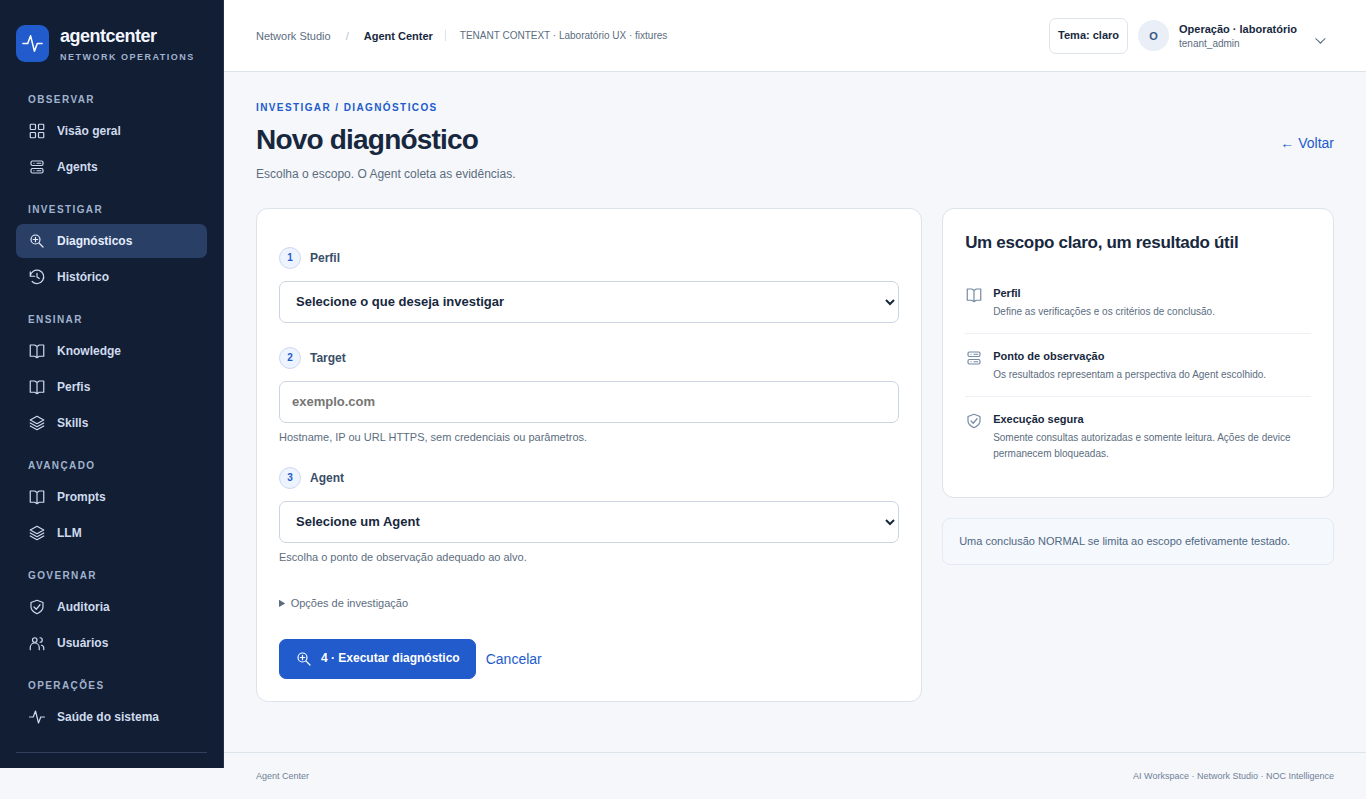 agentcenter
NETWORK OPERATIONS
OBSERVAR
Visão geral
Agents
INVESTIGAR
Diagnósticos
Histórico
ENSINAR
Knowledge
Perfis
Skills
AVANÇADO
Prompts
LLM
GOVERNAR
Auditoria
Usuários
OPERAÇÕES
Saúde do sistema
Network Studio / Agent Center TENANT CONTEXT · Laboratório UX · fixtures
Tema: claro
O
Operação · laboratório
tenant_admin
INVESTIGAR / DIAGNÓSTICOS
Novo diagnóstico
← Voltar
Escolha o escopo. O Agent coleta as evidências.
1 Perfil
Selecione o que deseja investigar
2 Target
exemplo.com
Hostname, IP ou URL HTTPS, sem credenciais ou parâmetros.
3 Agent
Selecione um Agent
Escolha o ponto de observação adequado ao alvo.
Opções de investigação
4 · Executar diagnóstico
Cancelar
Um escopo claro, um resultado útil
Perfil
Define as verificações e os critérios de conclusão.
Ponto de observação
Os resultados representam a perspectiva do Agent escolhido.
Execução segura
Somente consultas autorizadas e somente leitura. Ações de device
permanecem bloqueadas.
Uma conclusão NORMAL se limita ao escopo efetivamente testado.
Agent Center
AI Workspace · Network Studio · NOC Intelligence